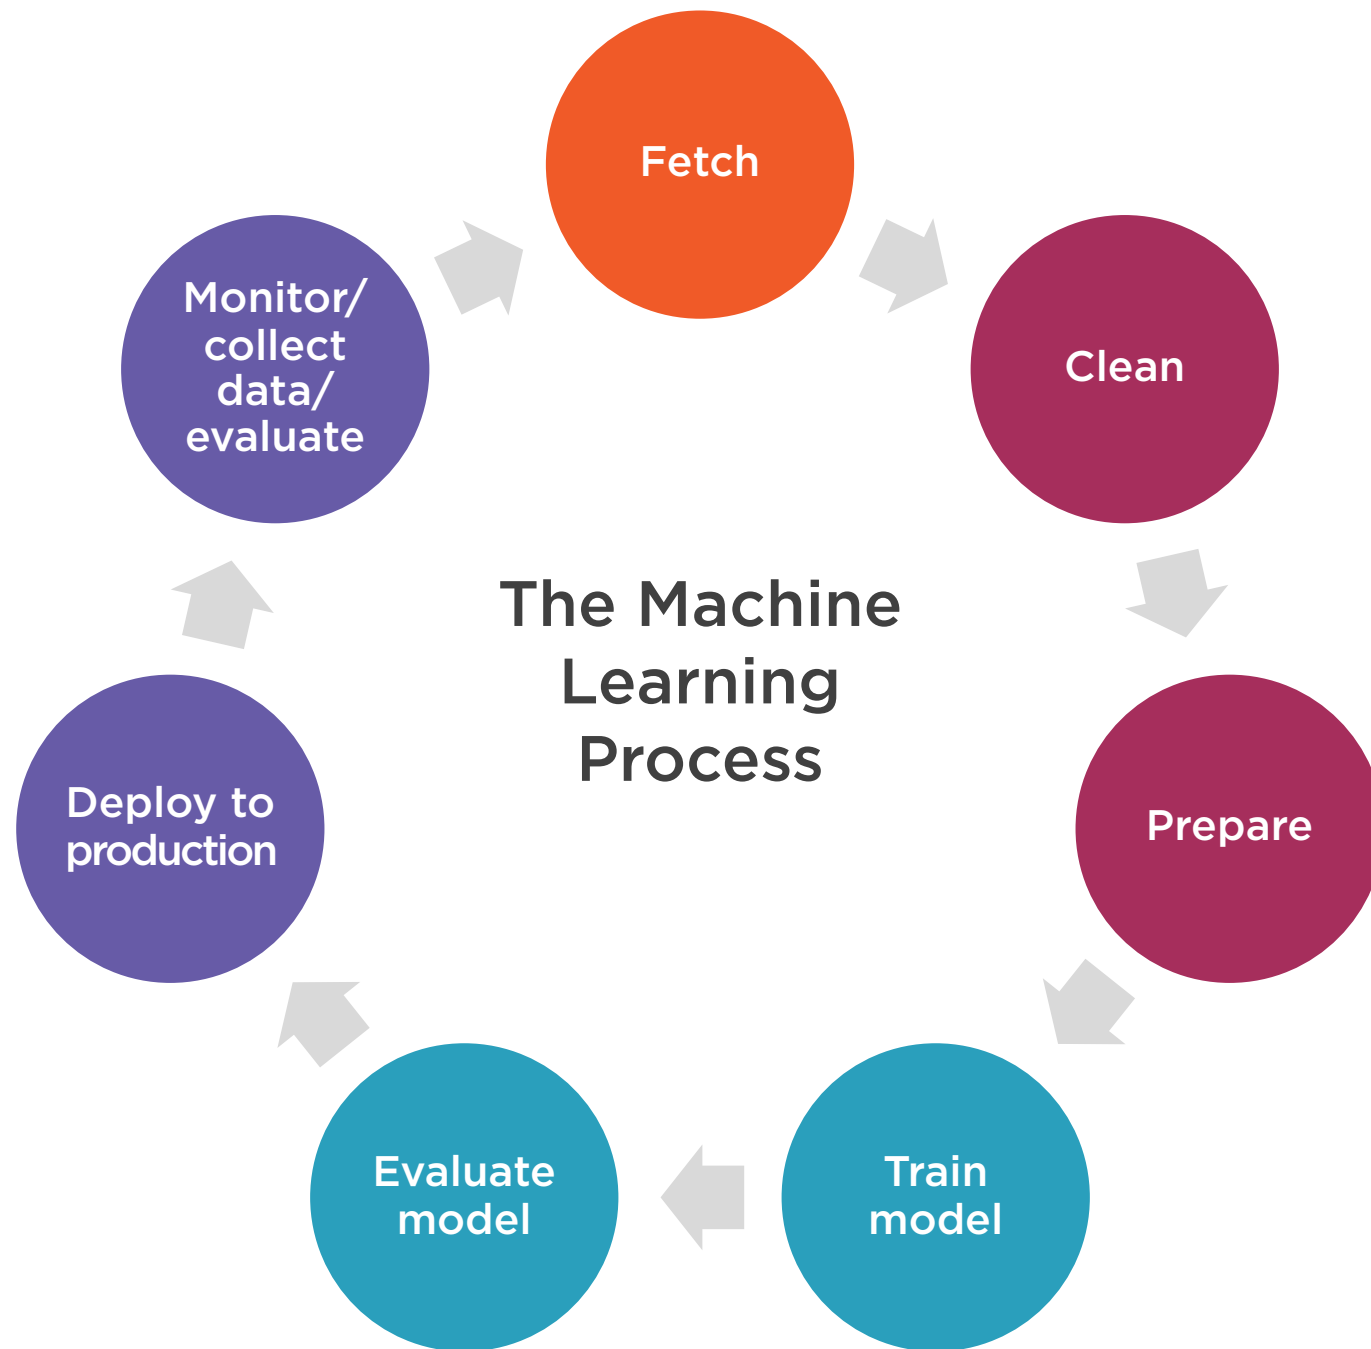 Fetch
Clean
Prepare
Train
model
Evaluate
model
Deploy to
production
Monitor/
collect
data/
evaluate
The Machine
Learning
Process